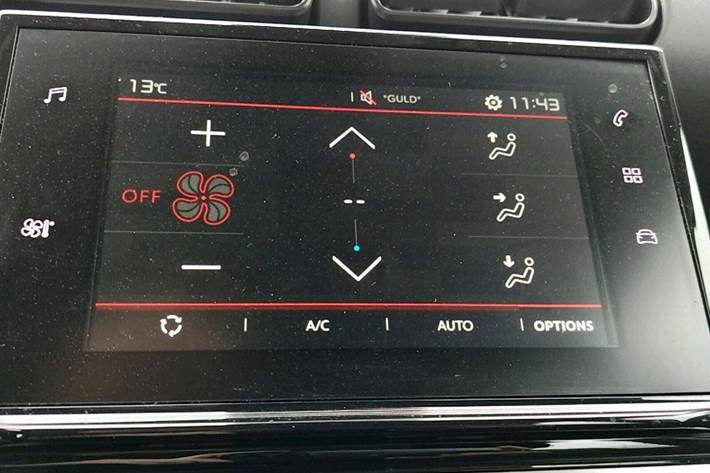 13°C *GULD* 11:43
OFF
--
A/C AUTO OPTIONS